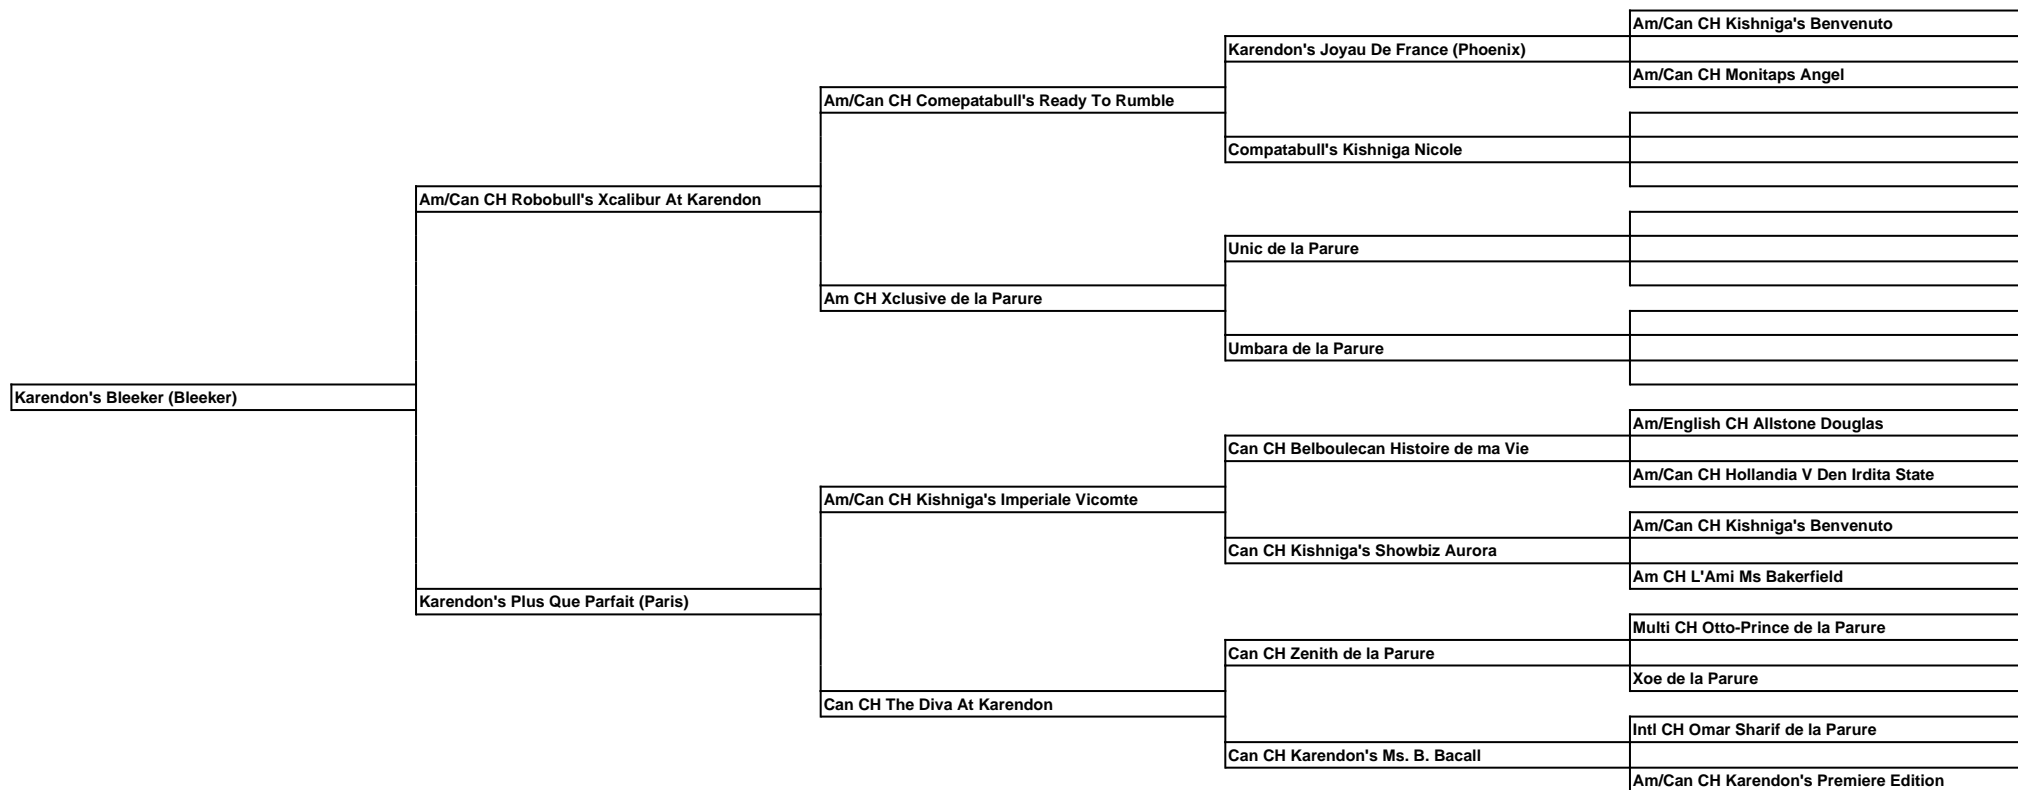 Am/Can CH Kishniga's Benvenuto
Karendon's Joyau De France (Phoenix)
Am/Can CH Monitaps Angel
Am/Can CH Comepatabull's Ready To Rumble
Compatabull's Kishniga Nicole
Am/Can CH Robobull's Xcalibur At Karendon
Unic de la Parure
Am CH Xclusive de la Parure
Umbara de la Parure
Karendon's Bleeker (Bleeker)
Am/English CH Allstone Douglas
Can CH Belboulecan Histoire de ma Vie
Am/Can CH Hollandia V Den Irdita State
Am/Can CH Kishniga's Imperiale Vicomte
Am/Can CH Kishniga's Benvenuto
Can CH Kishniga's Showbiz Aurora
Am CH L'Ami Ms Bakerfield
Karendon's Plus Que Parfait (Paris)
Multi CH Otto-Prince de la Parure
Can CH Zenith de la Parure
Xoe de la Parure
Can CH The Diva At Karendon
Intl CH Omar Sharif de la Parure
Can CH Karendon's Ms. B. Bacall
Am/Can CH Karendon's Premiere Edition